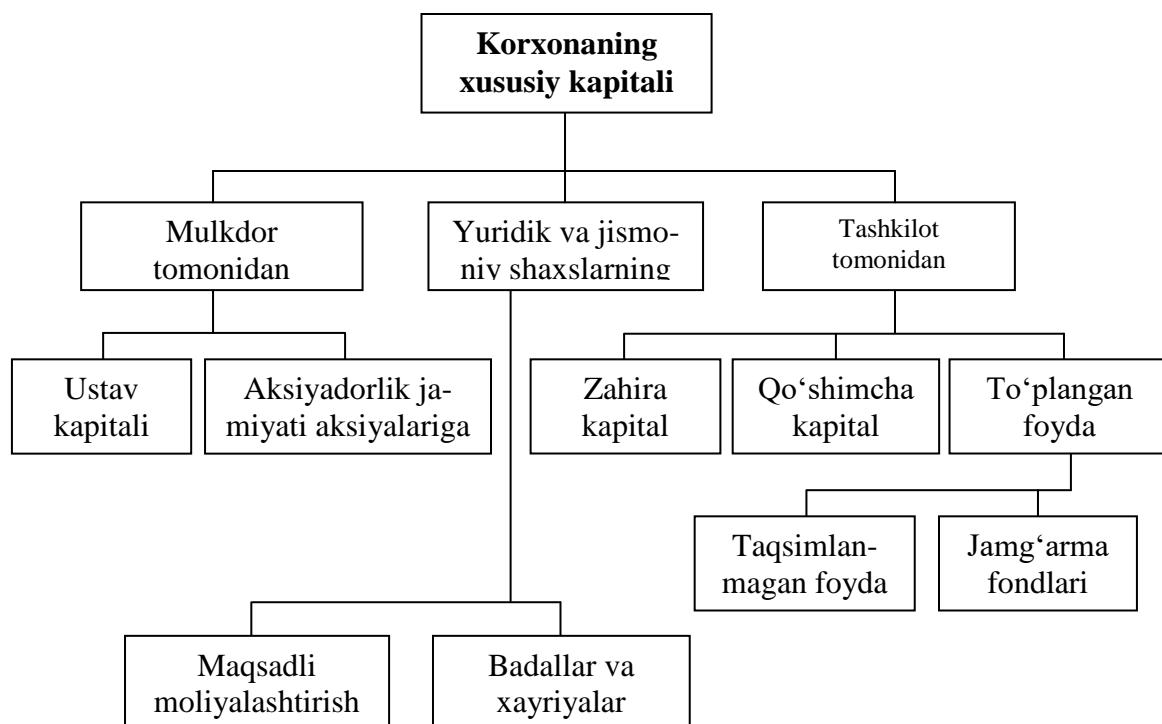 Korxonaning
xususiy kapitali
Mulkdor
tomonidan
Yuridik va jismo-
niy shaxslarning
Tashkilot
tomonidan
Ustav
kapitali
Aksiyadorlik ja-
miyati aksiyalariga
Zahira
kapital
Qo‘shimcha
kapital
To‘plangan
foyda
Taqsimlan-
magan foyda
Jamg‘arma
fondlari
Maqsadli
moliyalashtirish
Badallar va
xayriyalar